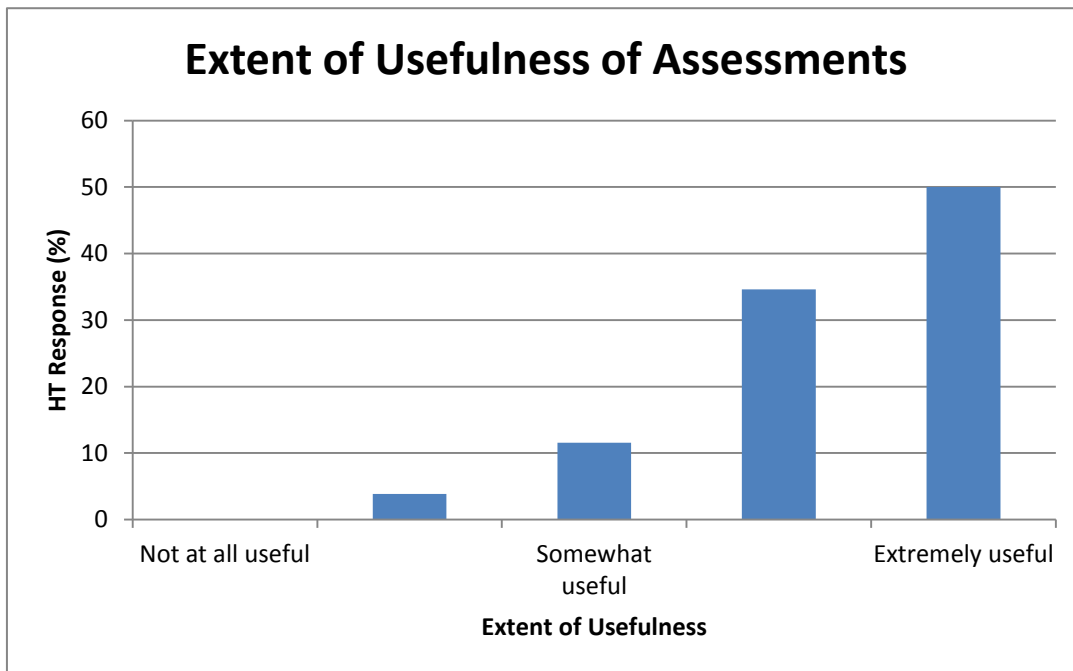 Extent of Usefulness of Assessments
60
50
40
30
20
10
0
HT Response (%)
Not at all useful
Somewhat
useful
Extremely useful
Extent of Usefulness